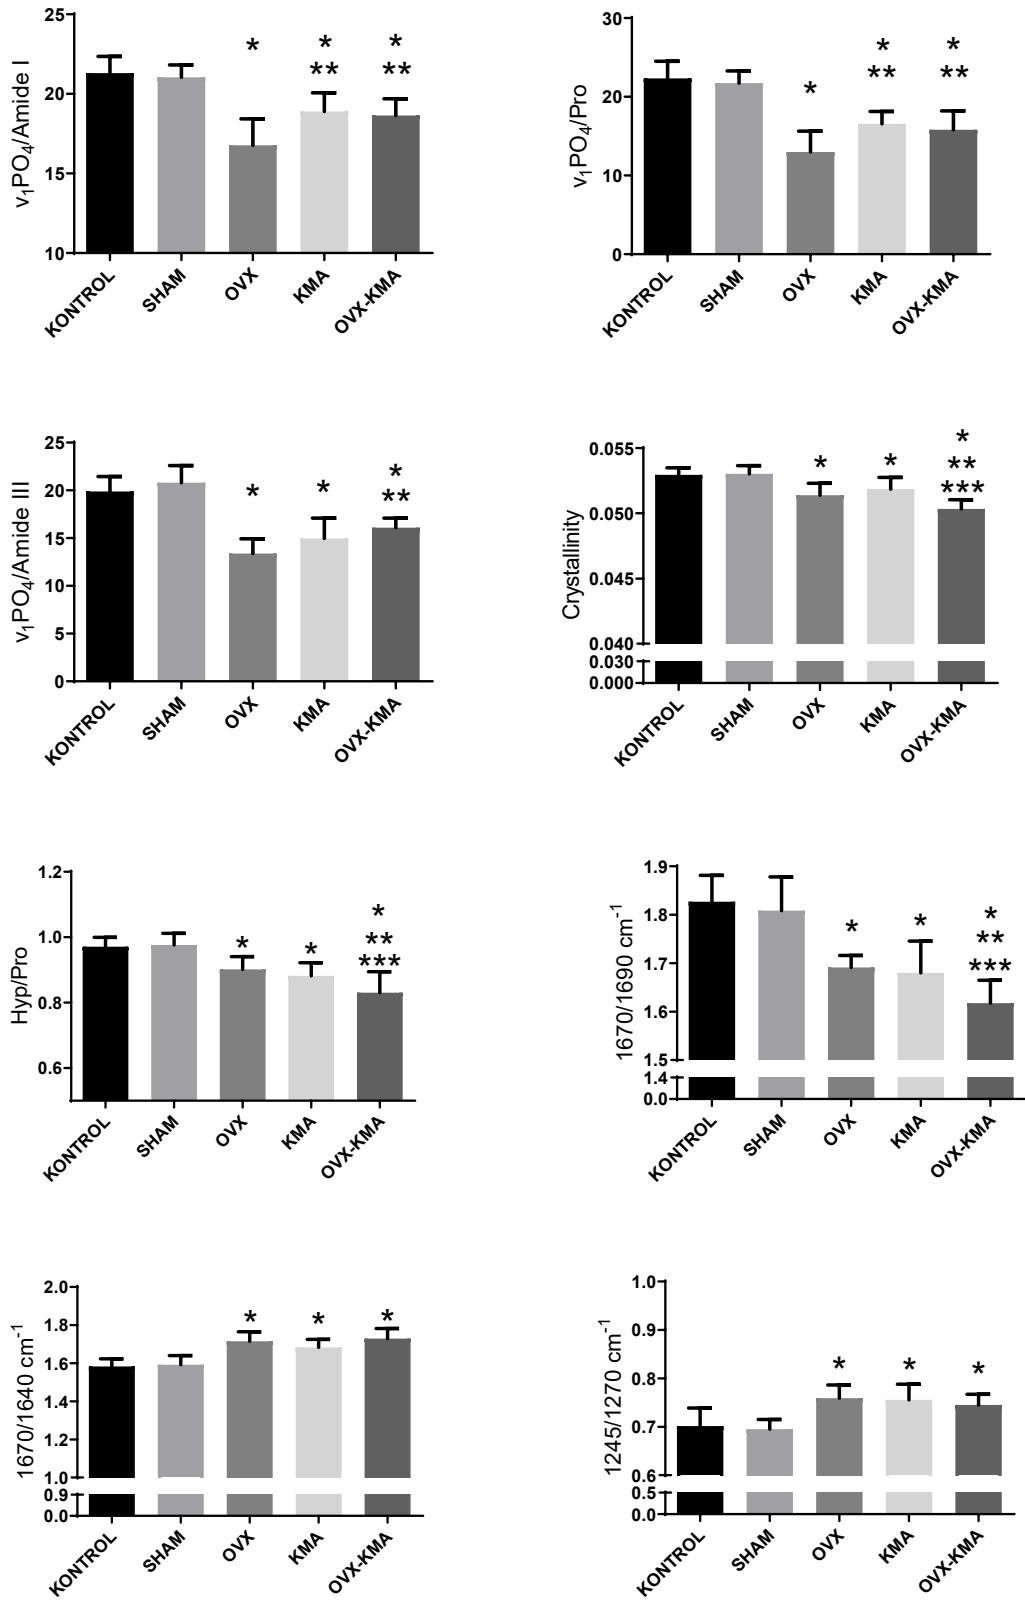 25
20
15
10
v₁PO₄/Amide I
*
*
**
*
**
KONTROL
SHAM
OVX
KMA
OVX-KMA
30
20
10
0
v₁PO₄/Pro
*
*
**
*
**
KONTROL
SHAM
OVX
KMA
OVX-KMA
25
20
15
10
5
0
v₁PO₄/Amide III
*
*
*
**
KONTROL
SHAM
OVX
KMA
OVX-KMA
0.055
0.050
0.045
0.040
0.030
0.000
Crystallinity
*
*
*
**
***
KONTROL
SHAM
OVX
KMA
OVX-KMA
1.2
1.0
0.8
0.6
Hyp/Pro
*
*
*
**
***
KONTROL
SHAM
OVX
KMA
OVX-KMA
1.9
1.8
1.7
1.6
1.5
1.4
0.0
1670/1690 cm⁻¹
*
*
*
**
***
KONTROL
SHAM
OVX
KMA
OVX-KMA
2.0
1.8
1.6
1.4
1.2
1.0
0.9
0.0
1670/1640 cm⁻¹
*
*
*
KONTROL
SHAM
OVX
KMA
OVX-KMA
1.0
0.9
0.8
0.7
0.6
0.5
0.0
1245/1270 cm⁻¹
*
*
*
KONTROL
SHAM
OVX
KMA
OVX-KMA